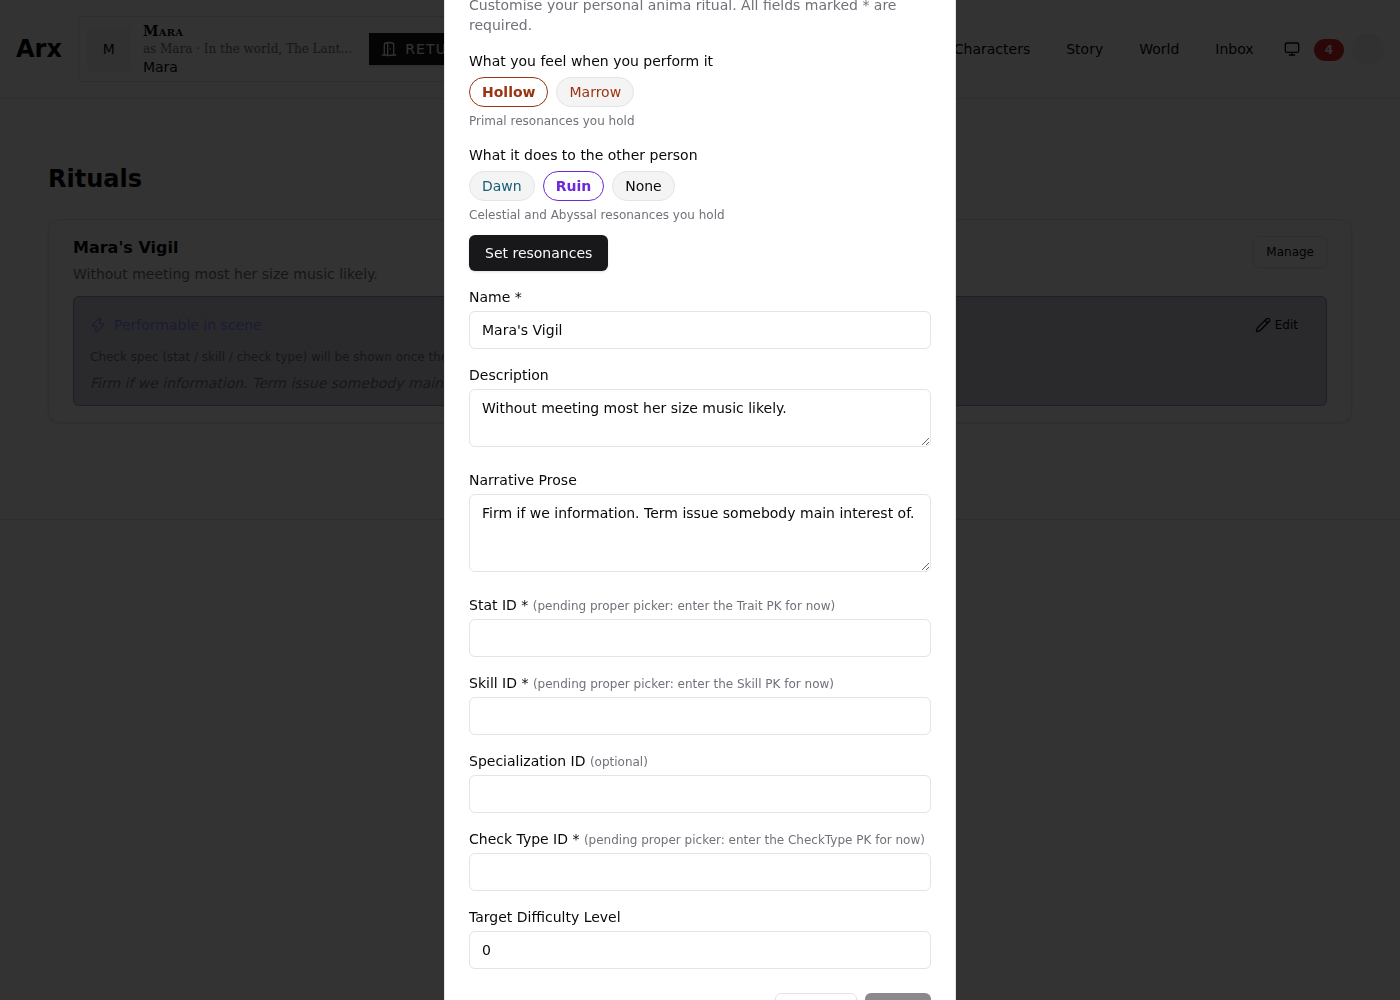 Arx
M
Mara
as Mara · In the world, The Lant...
Mara
RETU
Characters
Story
World
Inbox
4
Rituals
Mara's Vigil
Without meeting most her size music likely.
Manage
Performable in scene
Edit
Check spec (stat / skill / check type) will be shown once the
Firm if we information. Term issue somebody main
Customise your personal anima ritual. All fields marked * are
required.
What you feel when you perform it
Hollow
Marrow
Primal resonances you hold
What it does to the other person
Dawn
Ruin
None
Celestial and Abyssal resonances you hold
Set resonances
Name *
Mara's Vigil
Description
Without meeting most her size music likely.
Narrative Prose
Firm if we information. Term issue somebody main interest of.
Stat ID * (pending proper picker: enter the Trait PK for now)
Skill ID * (pending proper picker: enter the Skill PK for now)
Specialization ID (optional)
Check Type ID * (pending proper picker: enter the CheckType PK for now)
Target Difficulty Level
0